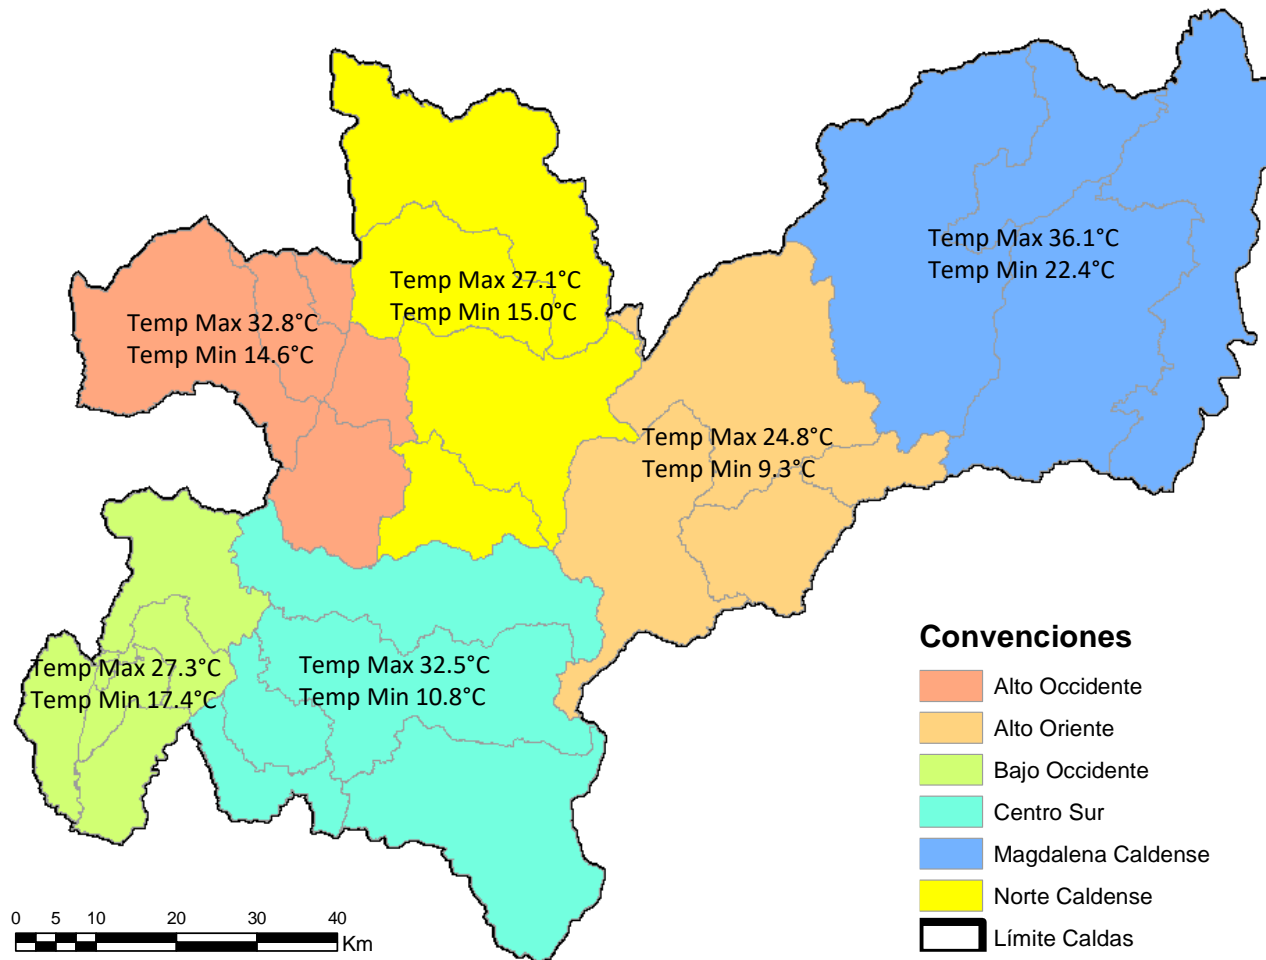 Temp Max 36.1°C
Temp Min 22.4°C
Temp Max 27.1°C
Temp Min 15.0°C
Temp Max 32.8°C
Temp Min 14.6°C
Temp Max 24.8°C
Temp Min 9.3°C
Temp Max 27.3°C
Temp Min 17.4°C
Temp Max 32.5°C
Temp Min 10.8°C
Convenciones
Alto Occidente
Alto Oriente
Bajo Occidente
Centro Sur
Magdalena Caldense
Norte Caldense
Límite Caldas
0 5 10 20 30 40
Km